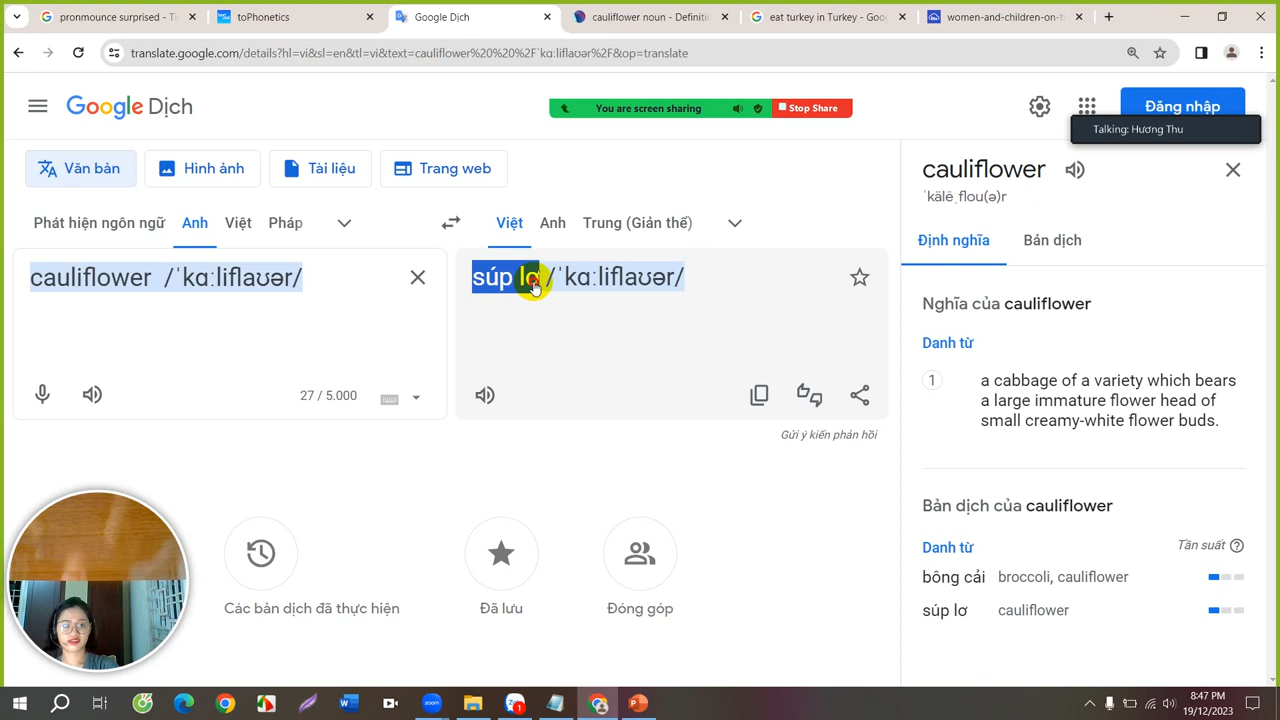 pronmounce surprised - Ti
toPhonetics
Google Dịch
cauliflower noun - Definiti
eat turkey in Turkey - Goo
women-and-children-on-t
translate.google.com/details?hl=vi&sl=en&tl=vi&text=cauliflower%20%20%2Fˈkɑːliflaʊər%2F&op=translate
Google Dịch
You are screen sharing
Stop Share
Đăng nhập
Talking: Hương Thu
Văn bản
Hình ảnh
Tài liệu
Trang web
Phát hiện ngôn ngữ
Anh
Việt
Pháp
Việt
Anh
Trung (Giản thể)
cauliflower /ˈkɑːliflaʊər/
27 / 5.000
súp lơ /ˈkɑːliflaʊər/
Gửi ý kiến phản hồi
Các bản dịch đã thực hiện
Đã lưu
Đóng góp
cauliflower
ˈkälēˌflou(ə)r
Định nghĩa
Bản dịch
Nghĩa của cauliflower
Danh từ
1
a cabbage of a variety which bears
a large immature flower head of
small creamy-white flower buds.
Bản dịch của cauliflower
Danh từ
Tần suất
bông cải
broccoli, cauliflower
súp lơ
cauliflower
8:47 PM
19/12/2023